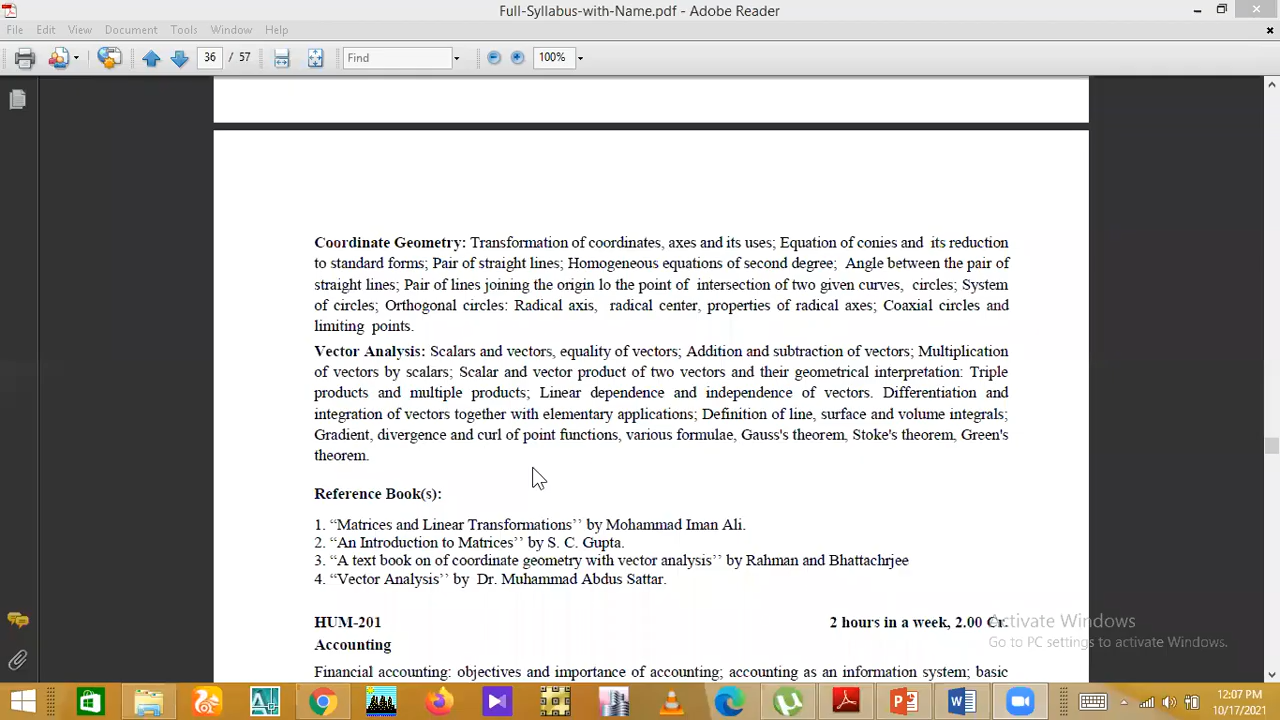 Full-Syllabus-with-Name.pdf - Adobe Reader
File Edit View Document Tools Window Help
36 / 57 Find 100%
Coordinate Geometry: Transformation of coordinates, axes and its uses; Equation of conies and its reduction
to standard forms; Pair of straight lines; Homogeneous equations of second degree; Angle between the pair of
straight lines; Pair of lines joining the origin lo the point of intersection of two given curves, circles; System
of circles; Orthogonal circles: Radical axis, radical center, properties of radical axes; Coaxial circles and
limiting points.
Vector Analysis: Scalars and vectors, equality of vectors; Addition and subtraction of vectors; Multiplication
of vectors by scalars; Scalar and vector product of two vectors and their geometrical interpretation: Triple
products and multiple products; Linear dependence and independence of vectors. Differentiation and
integration of vectors together with elementary applications; Definition of line, surface and volume integrals;
Gradient, divergence and curl of point functions, various formulae, Gauss's theorem, Stoke's theorem, Green's
theorem.
Reference Book(s):
1. “Matrices and Linear Transformations’’ by Mohammad Iman Ali.
2. “An Introduction to Matrices’’ by S. C. Gupta.
3. “A text book on of coordinate geometry with vector analysis’’ by Rahman and Bhattachrjee
4. “Vector Analysis’’ by Dr. Muhammad Abdus Sattar.
HUM-201 2 hours in a week, 2.00 Cr.
Activate Windows
Accounting
Go to PC settings to activate Windows.
Financial accounting: objectives and importance of accounting; accounting as an information system; basic
12:07 PM
10/17/2021